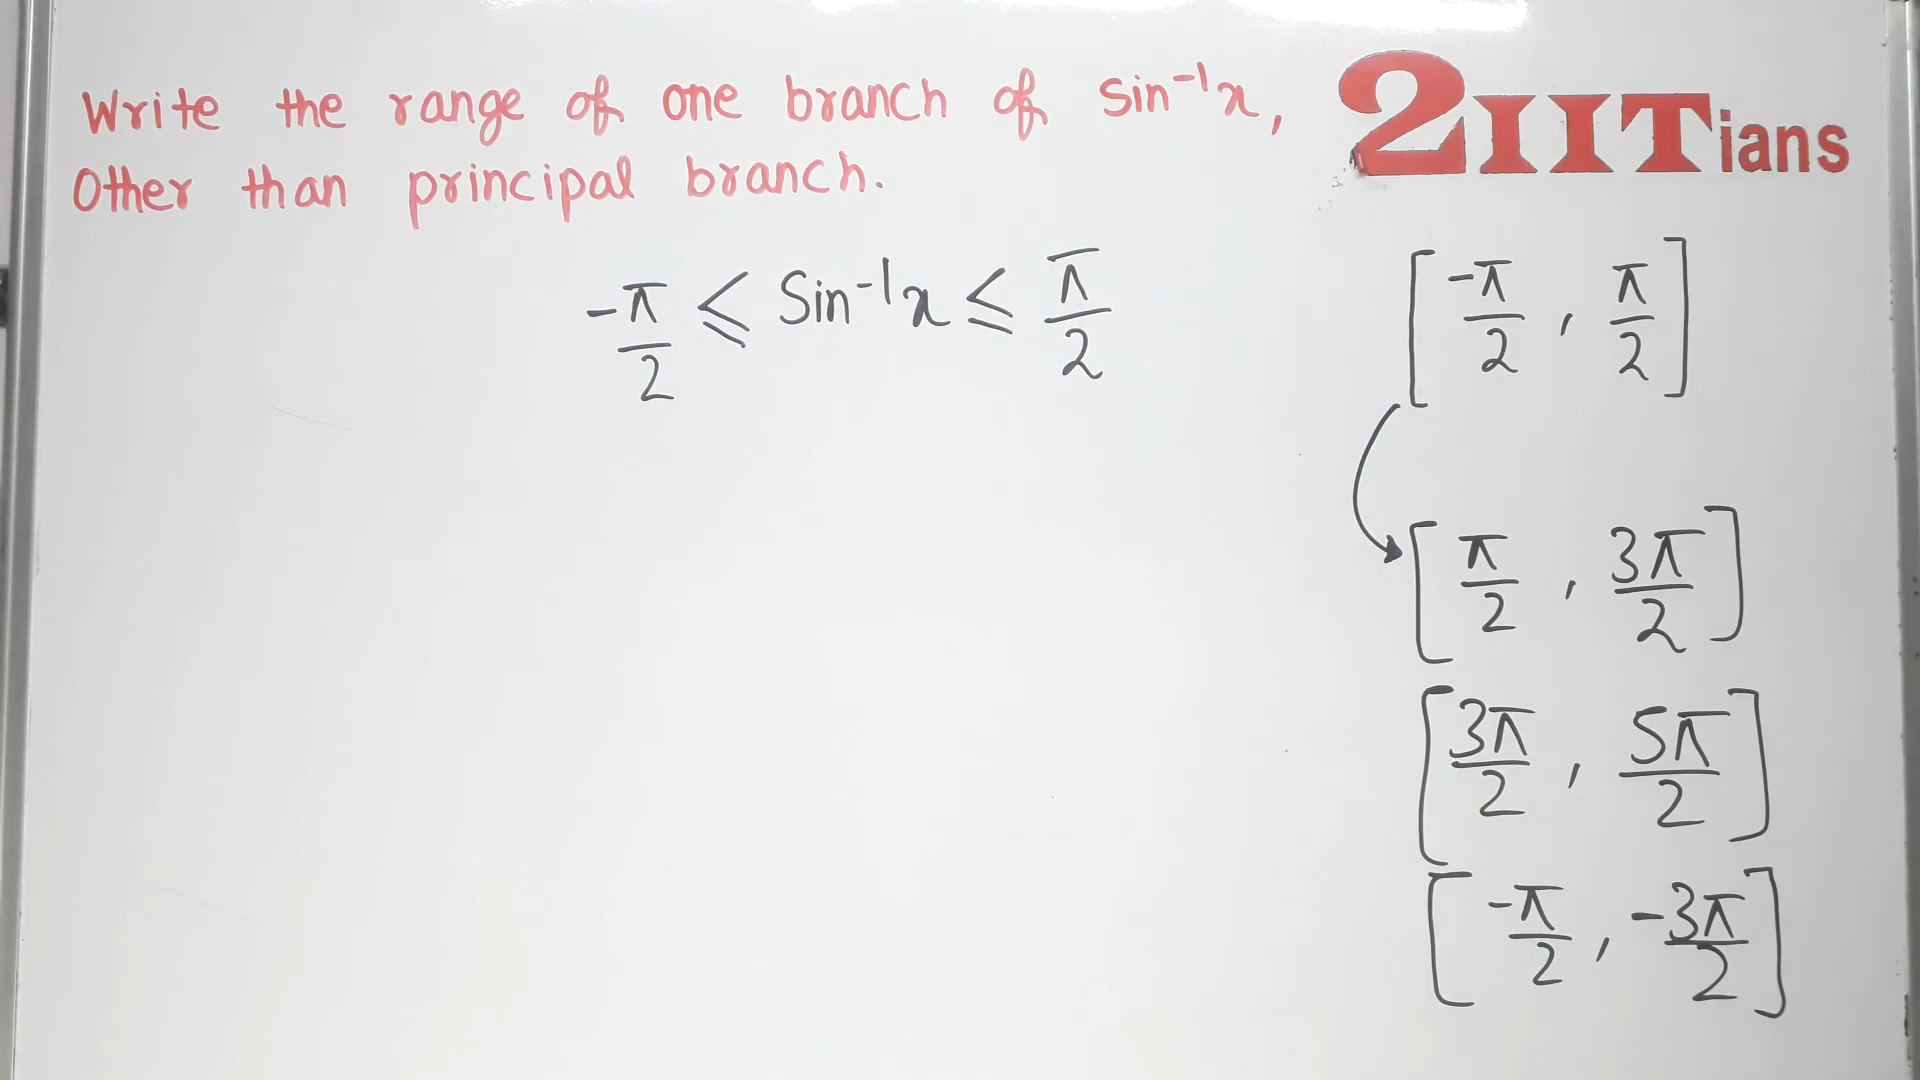 Write the range of one branch of sin⁻¹x,
Other than principal branch.
2IITians
-π/2 ≤ Sin⁻¹x ≤ π/2
[-π/2, π/2]
[π/2, 3π/2]
[3π/2, 5π/2]
[-π/2, -3π/2]